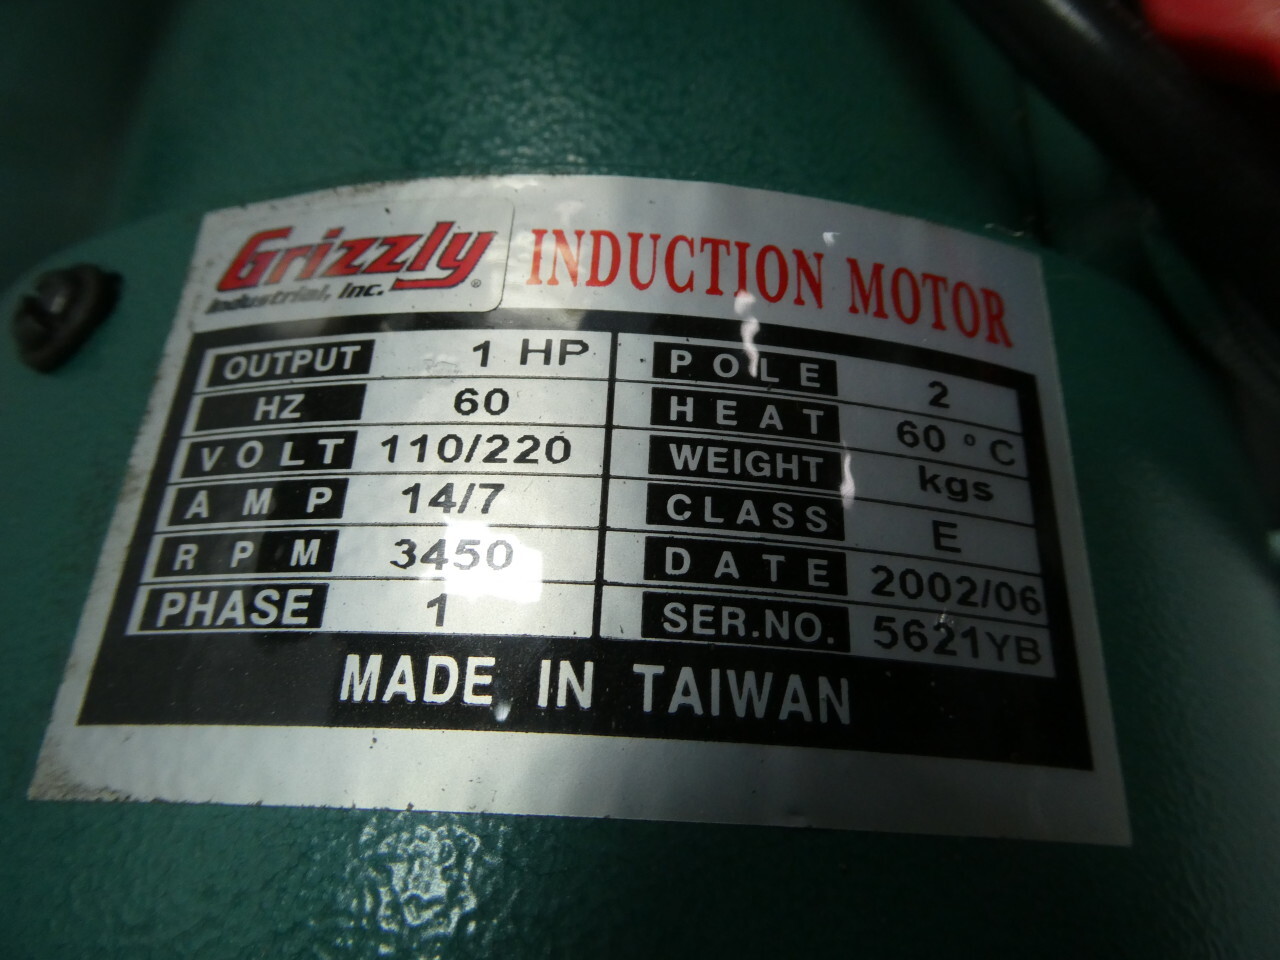 Grizzly® INDUCTION MOTOR
Industrial, Inc.
OUTPUT 1 HP POLE 2
HZ 60 HEAT 60 °C
VOLT 110/220 WEIGHT kgs
AMP 14/7 CLASS E
RPM 3450 DATE 2002/06
PHASE 1 SER.NO. 5621YB
MADE IN TAIWAN